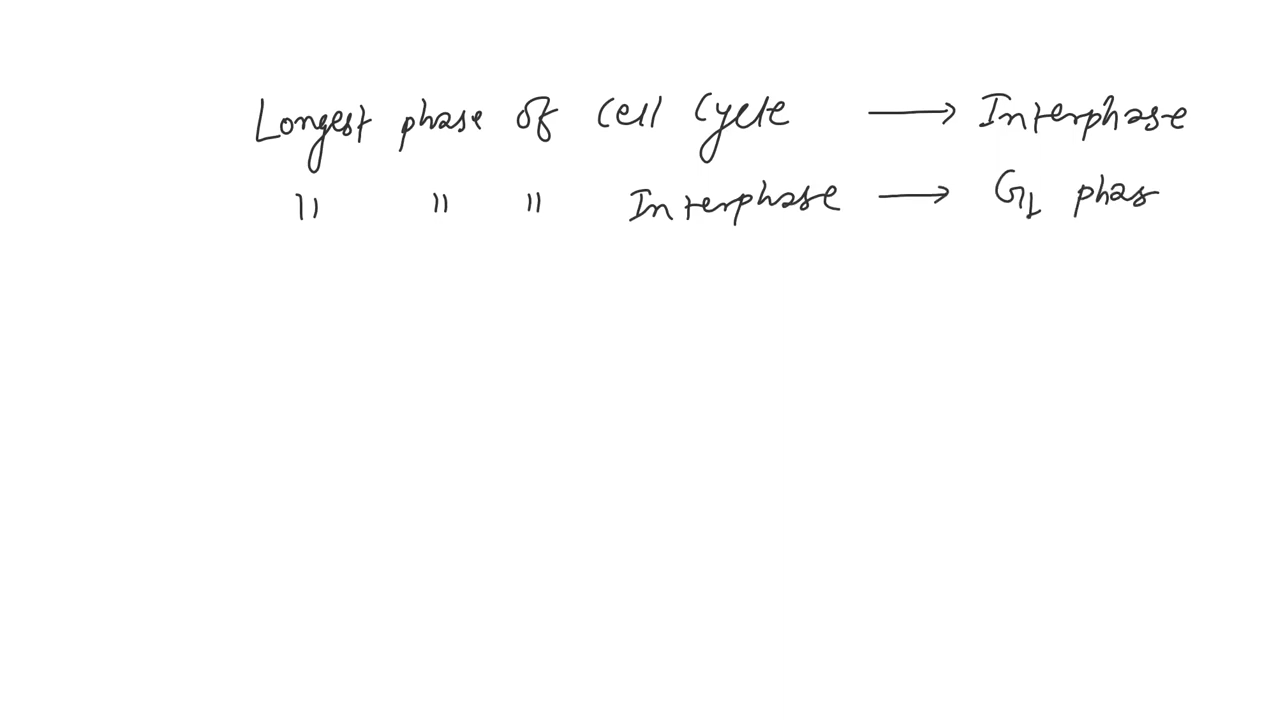 Longest phase of Cell Cycle → Interphase
" " " Interphase → G1 phas